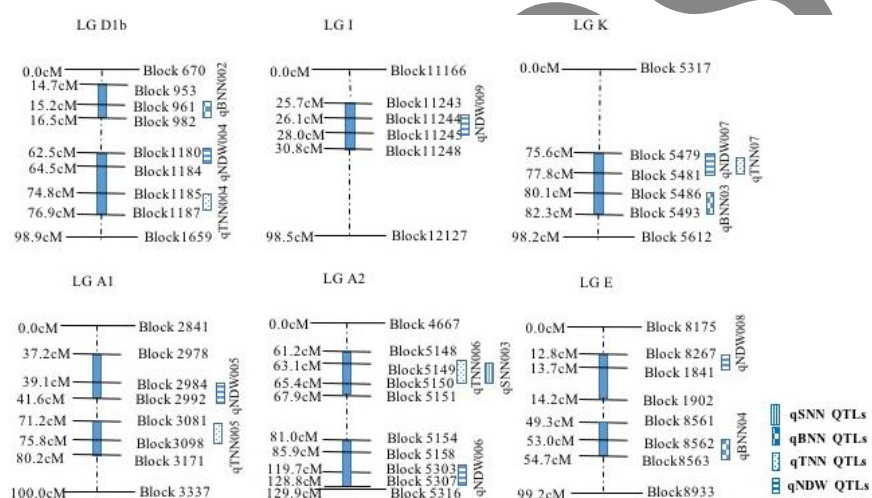 LG D1b
0.0cM Block 670
14.7cM Block 953
15.2cM Block 961
16.5cM Block 982
62.5cM Block1180
64.5cM Block1184
74.8cM Block1185
76.9cM Block1187
98.9cM Block1659
qBNN002
qNDW004
qTNN004
LG I
0.0cM Block11166
25.7cM Block11243
26.1cM Block11244
28.0cM Block11245
30.8cM Block11248
98.5cM Block12127
qNDW009
LG K
0.0cM Block 5317
75.6cM Block 5479
77.8cM Block 5481
80.1cM Block 5486
82.3cM Block 5493
98.2cM Block 5612
qNDW007
qTNN07
qBNN03
LG A1
0.0cM Block 2841
37.2cM Block 2978
39.1cM Block 2984
41.6cM Block 2992
71.2cM Block 3081
75.8cM Block3098
80.2cM Block 3171
100.0cM Block 3337
qNDW005
qTNN005
LG A2
0.0cM Block 4667
61.2cM Block5148
63.1cM Block5149
65.4cM Block5150
67.9cM Block 5151
81.0cM Block 5154
85.9cM Block 5158
119.7cM Block 5303
128.8cM Block 5307
129.9cM Block 5316
qTNN006
qSNN003
qNDW006
LG E
0.0cM Block 8175
12.8cM Block 8267
13.7cM Block 1841
14.2cM Block 1902
49.3cM Block 8561
53.0cM Block 8562
54.7cM Block8563
99.2cM Block8933
qNDW008
qBNN04
qSNN QTLs
qBNN QTLs
qTNN QTLs
qNDW QTLs